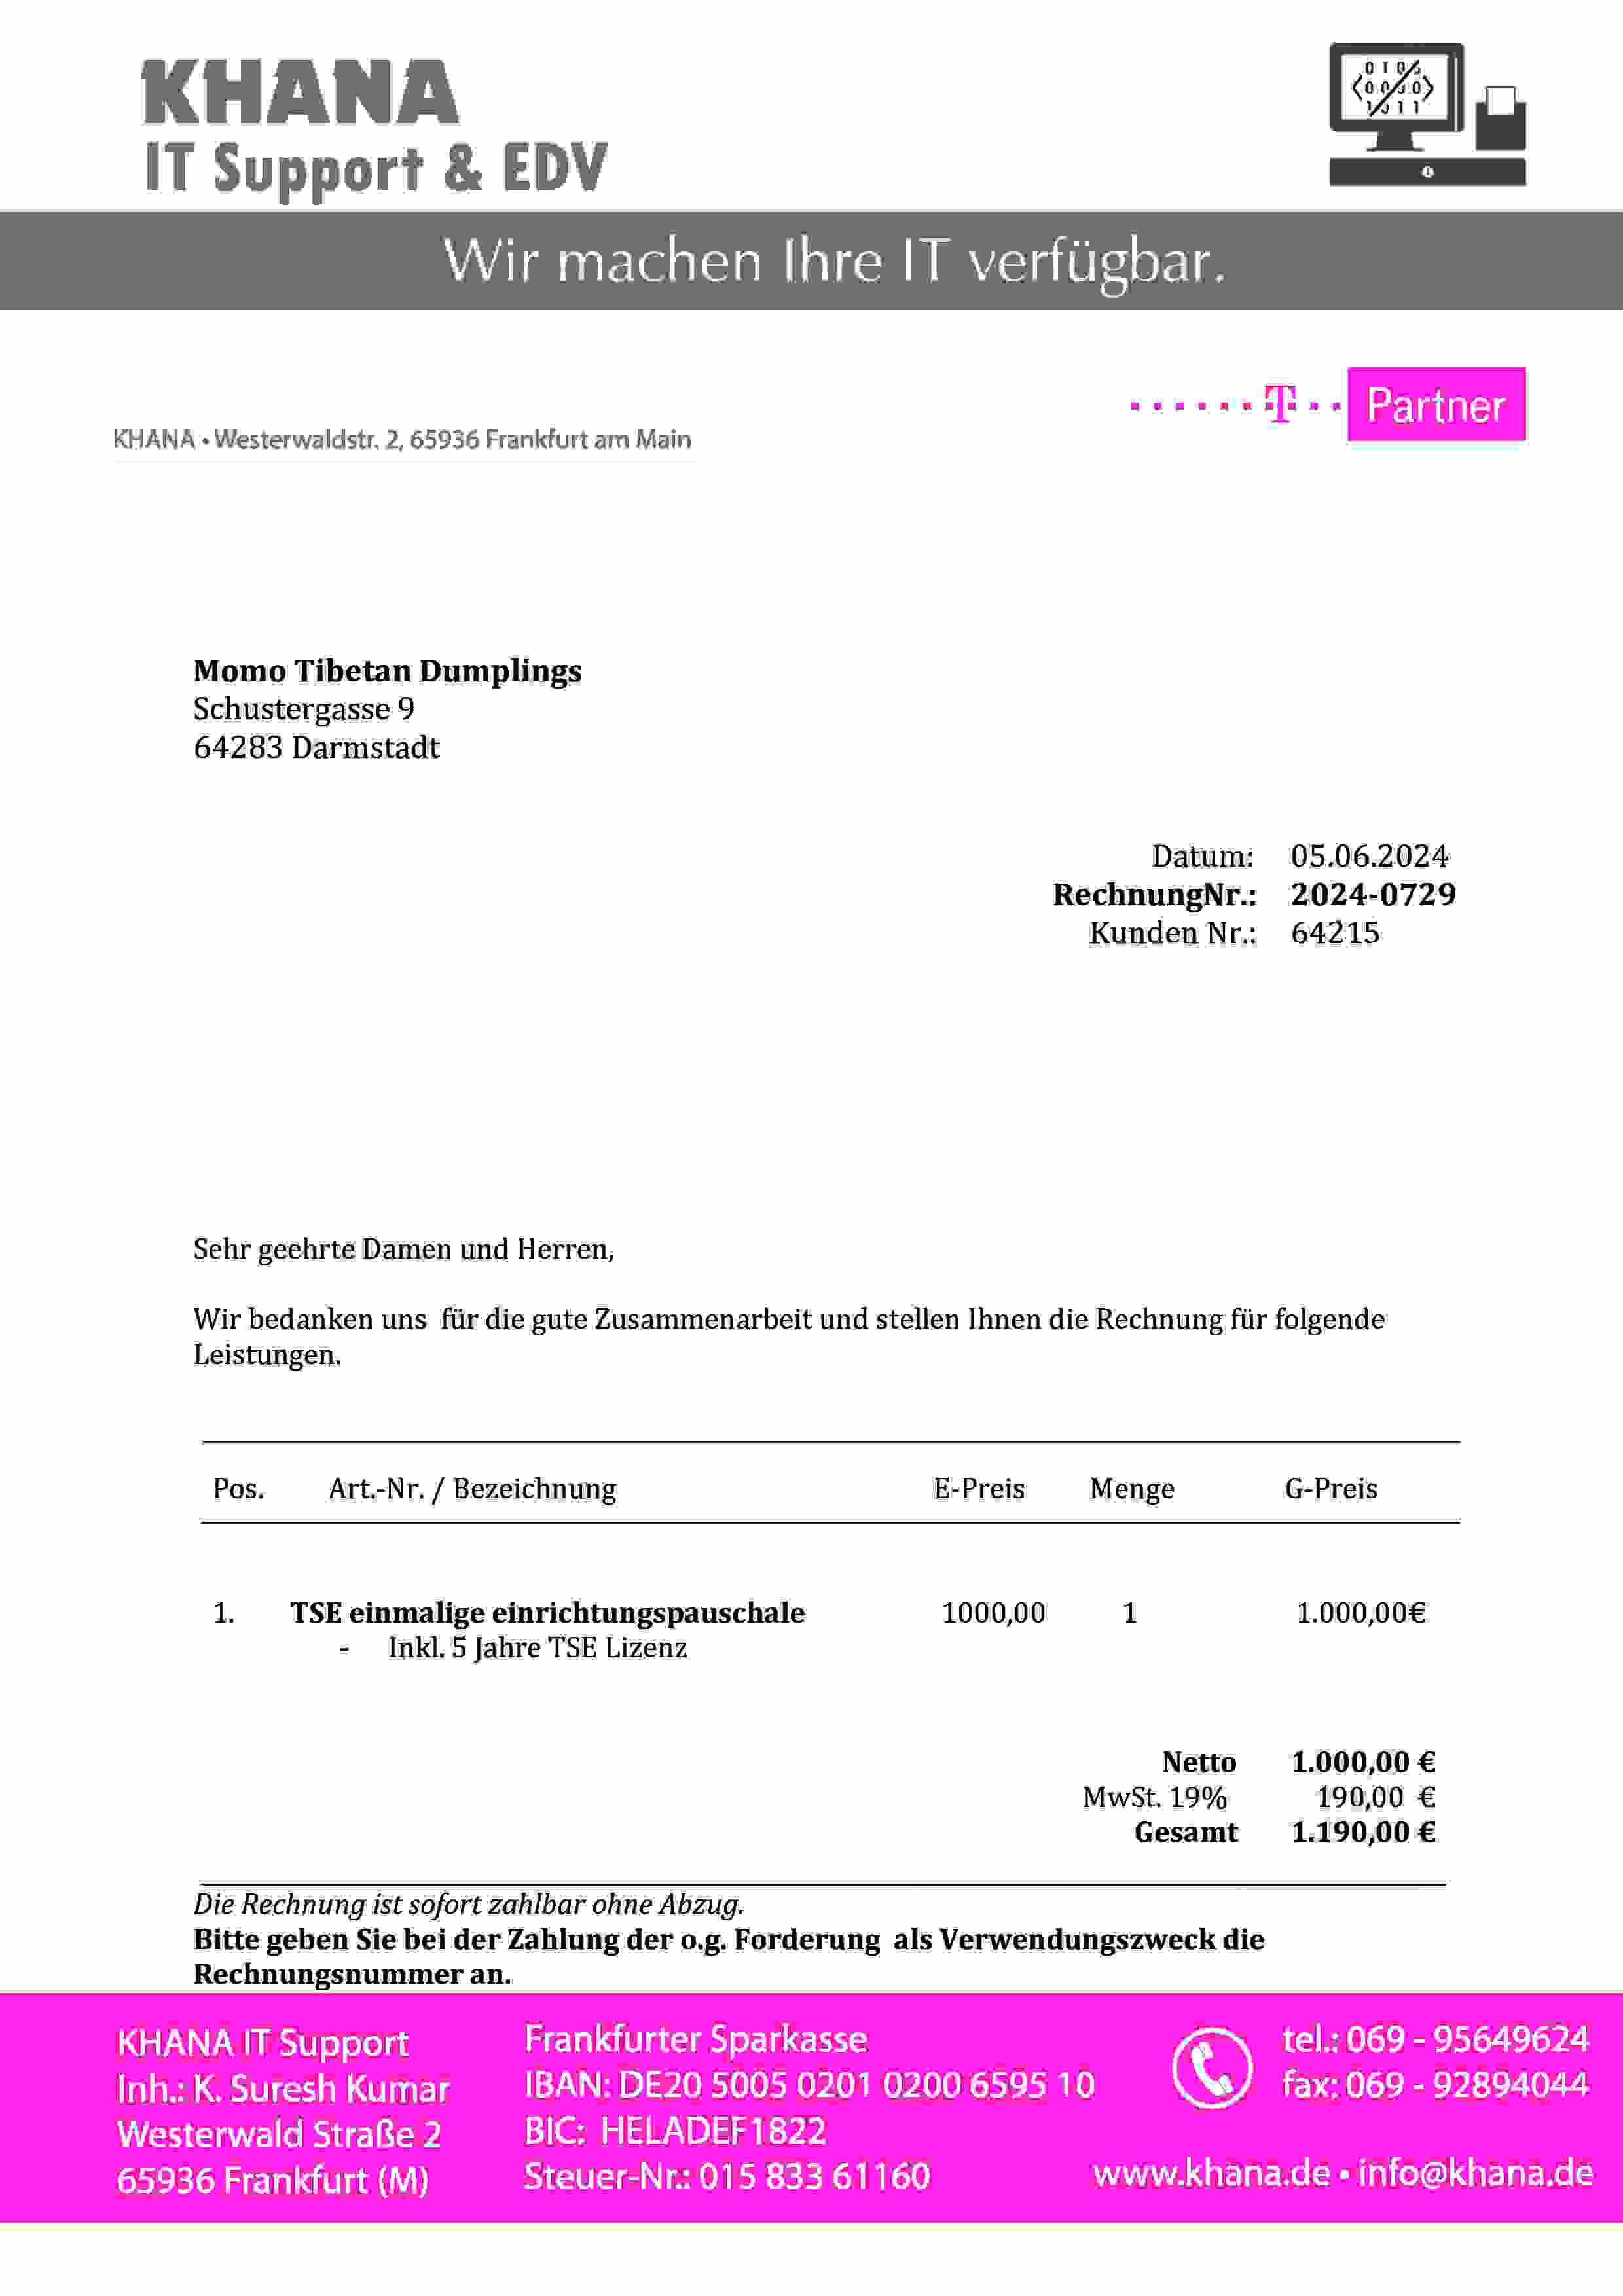 KHANA
IT Support & EDV
Wir machen Ihre IT verfügbar.
T Partner
KHANA • Westerwaldstr. 2, 65936 Frankfurt am Main
Momo Tibetan Dumplings
Schustergasse 9
64283 Darmstadt
Datum: 05.06.2024
RechnungNr.: 2024-0729
Kunden Nr.: 64215
Sehr geehrte Damen und Herren,
Wir bedanken uns für die gute Zusammenarbeit und stellen Ihnen die Rechnung für folgende
Leistungen.
Pos. Art.-Nr. / Bezeichnung E-Preis Menge G-Preis
1. TSE einmalige einrichtungspauschale 1000,00 1 1.000,00€
- Inkl. 5 Jahre TSE Lizenz
Netto 1.000,00 €
MwSt. 19% 190,00 €
Gesamt 1.190,00 €
Die Rechnung ist sofort zahlbar ohne Abzug.
Bitte geben Sie bei der Zahlung der o.g. Forderung als Verwendungszweck die
Rechnungsnummer an.
KHANA IT Support
Inh.: K. Suresh Kumar
Westerwald Straße 2
65936 Frankfurt (M)
Frankfurter Sparkasse
IBAN: DE20 5005 0201 0200 6595 10
BIC: HELADEF1822
Steuer-Nr.: 015 833 61160
tel.: 069 - 95649624
fax: 069 - 92894044
www.khana.de • info@khana.de